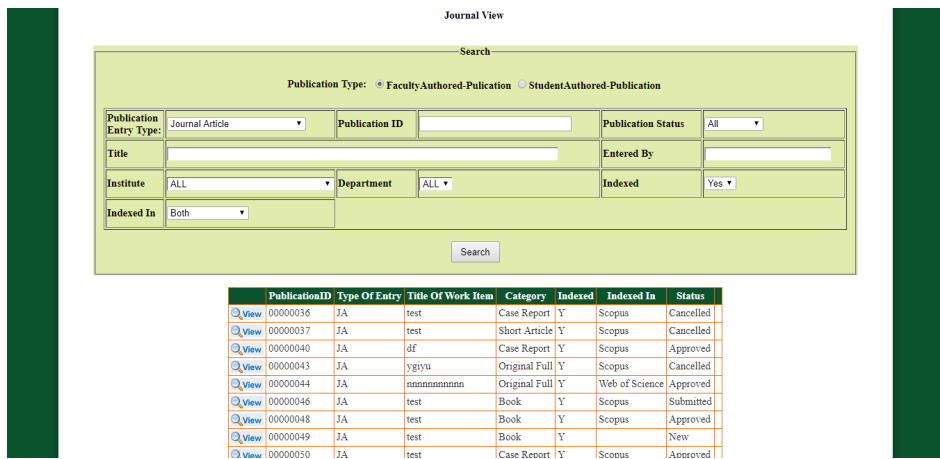 Journal View
Search
Publication Type: FacultyAuthored-Pulication StudentAuthored-Publication
Publication Entry Type: Journal Article Publication ID Publication Status All
Title Entered By
Institute ALL Department ALL Indexed Yes
Indexed In Both
Search
PublicationID Type Of Entry Title Of Work Item Category Indexed Indexed In Status
View 00000036 JA test Case Report Y Scopus Cancelled
View 00000037 JA test Short Article Y Scopus Cancelled
View 00000040 JA df Case Report Y Scopus Approved
View 00000043 JA ygiyu Original Full Y Scopus Cancelled
View 00000044 JA nnnnnnnnnnn Original Full Y Web of Science Approved
View 00000046 JA test Book Y Scopus Submitted
View 00000048 JA test Book Y Scopus Approved
View 00000049 JA test Book Y New
View 00000050 JA test Case Report Y Scopus Approved